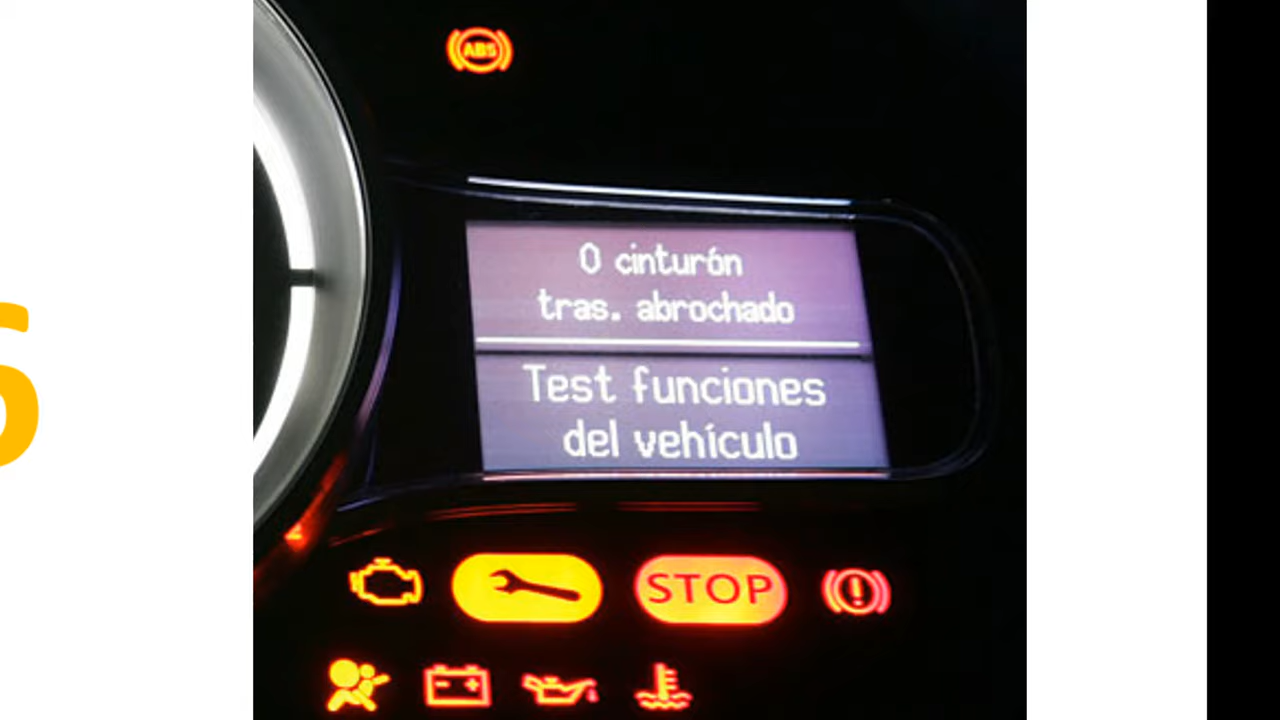 ABS
0 cinturón
tras. abrochado
Test funciones
del vehículo
STOP